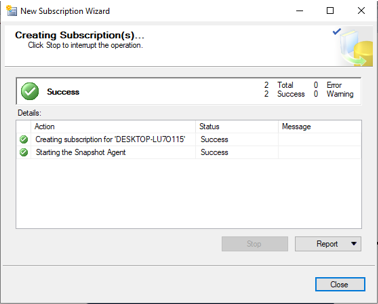 New Subscription Wizard
Creating Subscription(s)...
Click Stop to interrupt the operation.
Success
2 Total 0 Error
2 Success 0 Warning
Details:
Action Status Message
Creating subscription for 'DESKTOP-LU7O115' Success
Starting the Snapshot Agent Success
Stop Report
Close